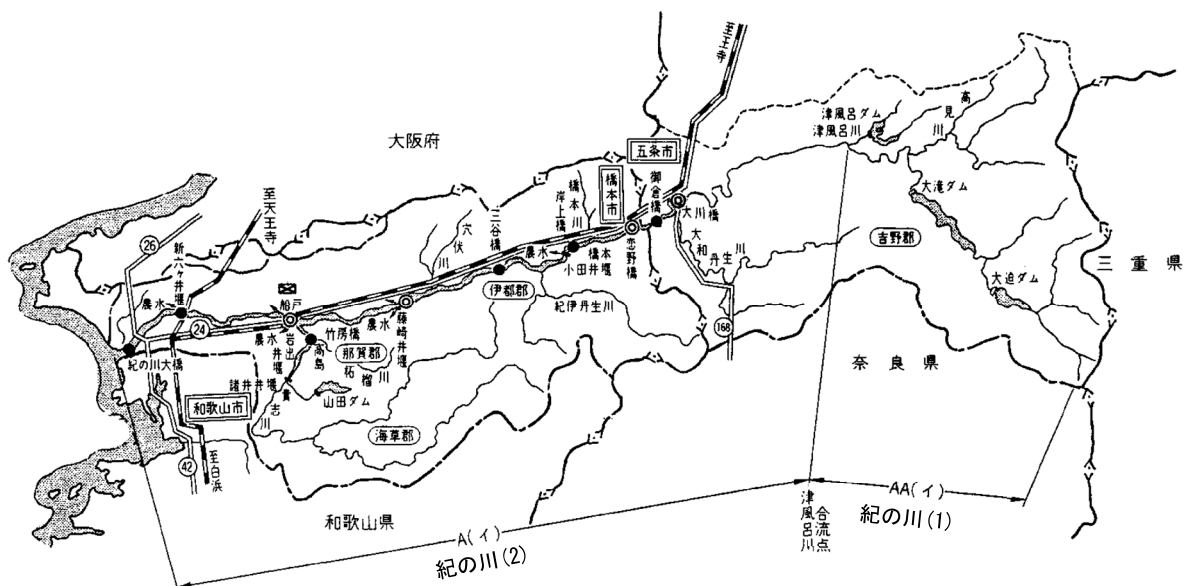 至王寺
高見川
津風呂ダム
津風呂川
大阪府
五条市
橋本市
御蔵橋
大川橋
橋本川
岸上橋
恋野橋
大和丹生川
大滝ダム
吉野郡
大迫ダム
三重県
至天王寺
26
新六ケ井堰
穴伏川
三谷橋
農水
橋本
小田井堰
伊都郡
紀伊丹生川
168
農水
船戸
24
農水
岩出井堰
竹房橋
農水
藤崎井堰
高島
那賀郡
柘榴川
紀の川大橋
諸井井堰
貴志川
山田ダム
和歌山市
海草郡
奈良県
42
至白浜
和歌山県
津風呂川
合流点
AA(イ)
紀の川(1)
A(イ)
紀の川(2)